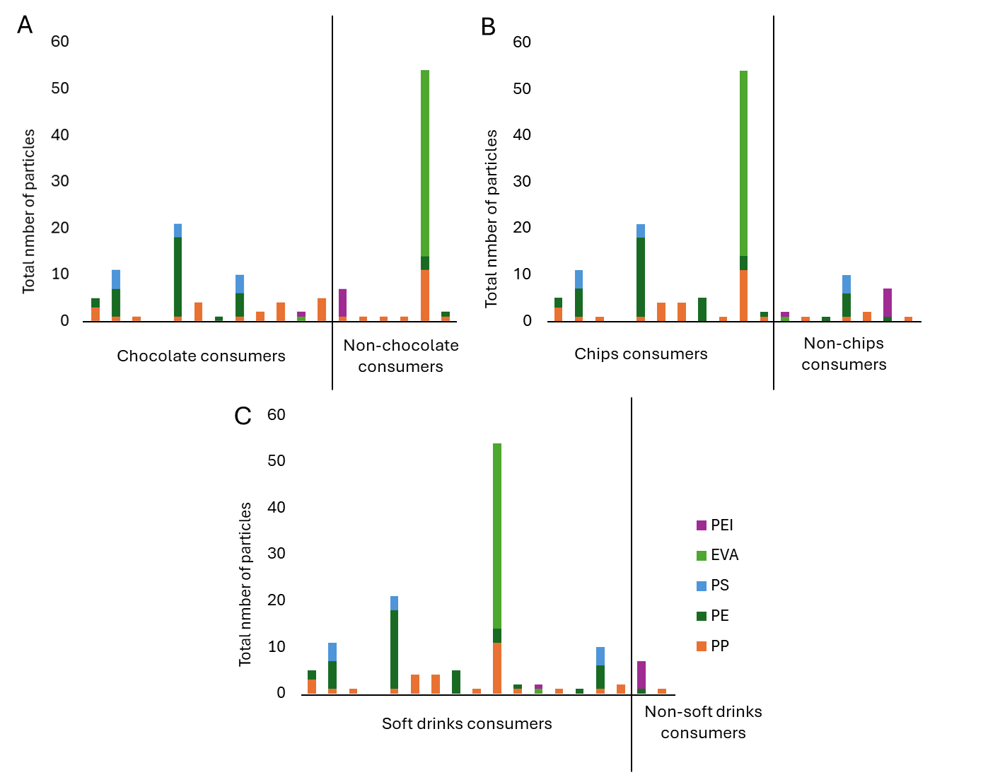 A
60
50
40
30
20
10
0
Total nmber of particles
Chocolate consumers
Non-chocolate
consumers
B
60
50
40
30
20
10
0
Total nmber of particles
Chips consumers
Non-chips
consumers
C
60
50
40
30
20
10
0
Total nmber of particles
Soft drinks consumers
Non-soft drinks
consumers
PEI
EVA
PS
PE
PP